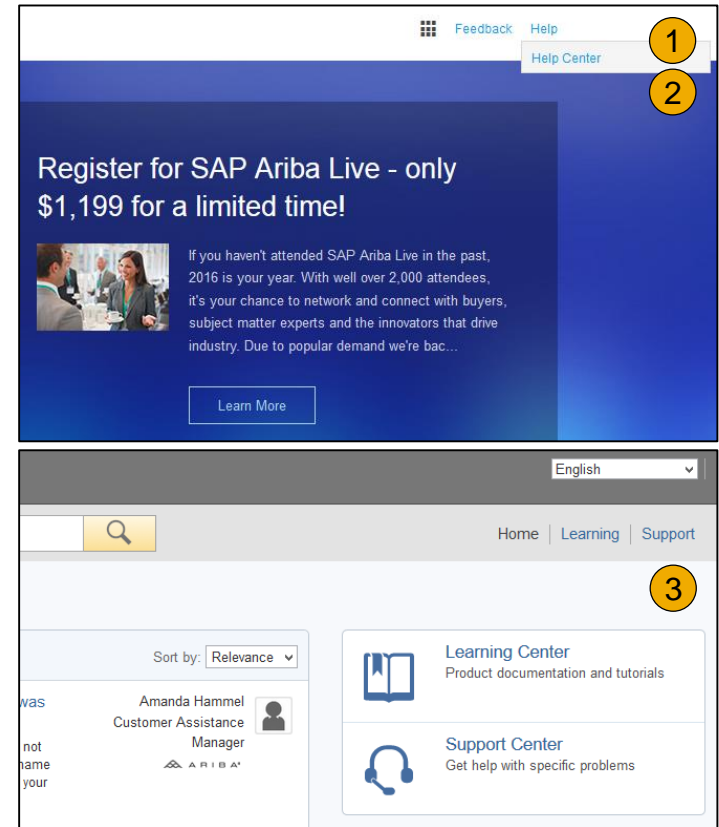 Feedback Help
1
Help Center
2
Register for SAP Ariba Live - only
$1,199 for a limited time!
If you haven't attended SAP Ariba Live in the past,
2016 is your year. With well over 2,000 attendees,
it's your chance to network and connect with buyers,
subject matter experts and the innovators that drive
industry. Due to popular demand we're bac...
Learn More
English
Home | Learning | Support
3
Sort by: Relevance
was
Amanda Hammel
Customer Assistance
Manager
ARIBA
not
name
your
Learning Center
Product documentation and tutorials
Support Center
Get help with specific problems